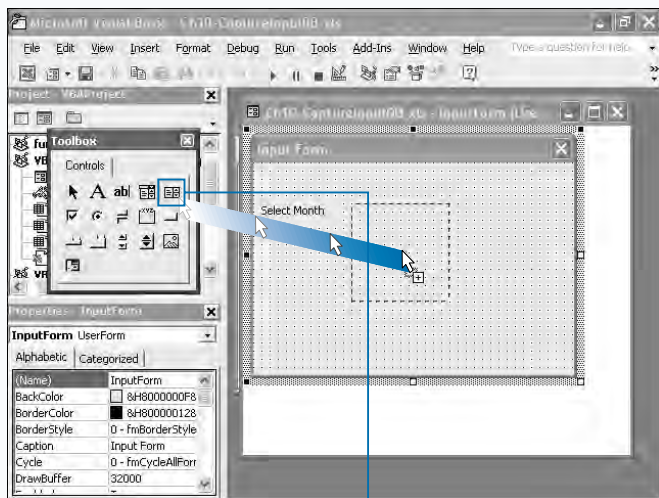 Microsoft Visual Basic - Ch10-CaptureInput08.xls
File Edit View Insert Format Debug Run Tools Add-Ins Window Help Type a question for help
Project - VBAProject
Toolbox
Controls
A abl
XYZ
Ch10-CaptureInput08.xls - InputForm
Input Form
Select Month
Properties - InputForm
InputForm UserForm
Alphabetic Categorized
(Name) InputForm
BackColor &H8000000F&
BorderColor &H80000012&
BorderStyle 0 - fmBorderStyle
Caption Input Form
Cycle 0 - fmCycleAllForr
DrawBuffer 32000